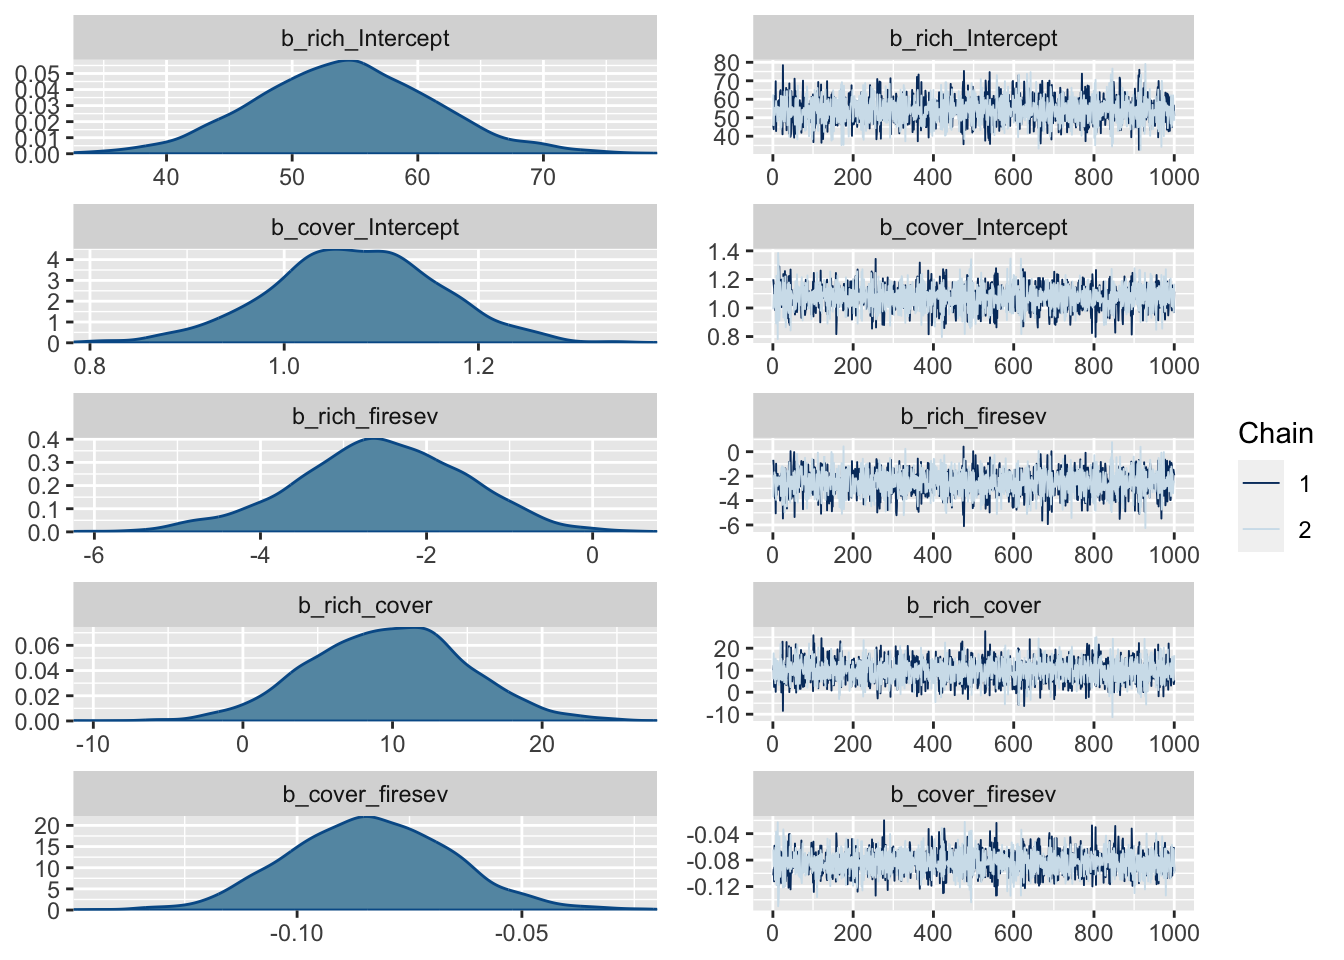 b_rich_Intercept
0.05
0.04
0.03
0.02
0.01
0.00
40 50 60 70
b_rich_Intercept
80
70
60
50
40
0 200 400 600 800 1000
b_cover_Intercept
4
3
2
1
0
0.8 1.0 1.2
b_cover_Intercept
1.4
1.2
1.0
0.8
0 200 400 600 800 1000
b_rich_firesev
0.4
0.3
0.2
0.1
0.0
-6 -4 -2 0
b_rich_firesev
0
-2
-4
-6
0 200 400 600 800 1000
b_rich_cover
0.06
0.04
0.02
0.00
-10 0 10 20
b_rich_cover
20
10
0
-10
0 200 400 600 800 1000
b_cover_firesev
20
15
10
5
0
-0.10 -0.05
b_cover_firesev
-0.04
-0.08
-0.12
0 200 400 600 800 1000
Chain
1
2